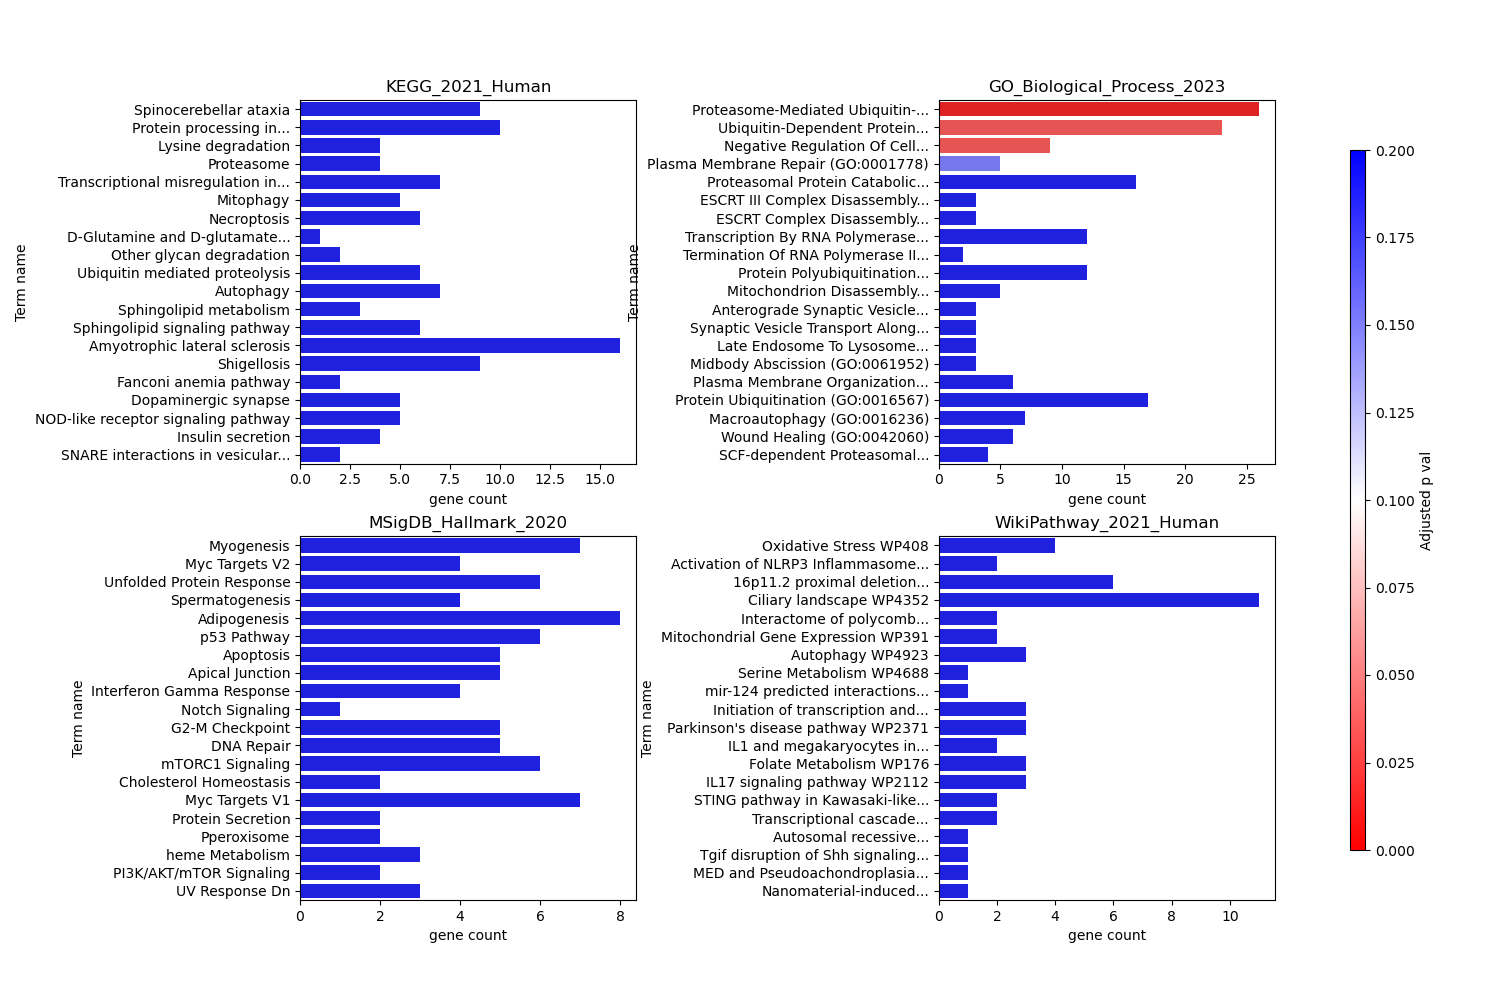 KEGG_2021_Human
Term name
Spinocerebellar ataxia
Protein processing in...
Lysine degradation
Proteasome
Transcriptional misregulation in...
Mitophagy
Necroptosis
D-Glutamine and D-glutamate...
Other glycan degradation
Ubiquitin mediated proteolysis
Autophagy
Sphingolipid metabolism
Sphingolipid signaling pathway
Amyotrophic lateral sclerosis
Shigellosis
Fanconi anemia pathway
Dopaminergic synapse
NOD-like receptor signaling pathway
Insulin secretion
SNARE interactions in vesicular...
0.0 2.5 5.0 7.5 10.0 12.5 15.0
gene count
GO_Biological_Process_2023
Term name
Proteasome-Mediated Ubiquitin-...
Ubiquitin-Dependent Protein...
Negative Regulation Of Cell...
Plasma Membrane Repair (GO:0001778)
Proteasomal Protein Catabolic...
ESCRT III Complex Disassembly...
ESCRT Complex Disassembly...
Transcription By RNA Polymerase...
Termination Of RNA Polymerase II...
Protein Polyubiquitination...
Mitochondrion Disassembly...
Anterograde Synaptic Vesicle...
Synaptic Vesicle Transport Along...
Late Endosome To Lysosome...
Midbody Abscission (GO:0061952)
Plasma Membrane Organization...
Protein Ubiquitination (GO:0016567)
Macroautophagy (GO:0016236)
Wound Healing (GO:0042060)
SCF-dependent Proteasomal...
0 5 10 15 20 25
gene count
MSigDB_Hallmark_2020
Term name
Myogenesis
Myc Targets V2
Unfolded Protein Response
Spermatogenesis
Adipogenesis
p53 Pathway
Apoptosis
Apical Junction
Interferon Gamma Response
Notch Signaling
G2-M Checkpoint
DNA Repair
mTORC1 Signaling
Cholesterol Homeostasis
Myc Targets V1
Protein Secretion
Pperoxisome
heme Metabolism
PI3K/AKT/mTOR Signaling
UV Response Dn
0 2 4 6 8
gene count
WikiPathway_2021_Human
Term name
Oxidative Stress WP408
Activation of NLRP3 Inflammasome...
16p11.2 proximal deletion...
Ciliary landscape WP4352
Interactome of polycomb...
Mitochondrial Gene Expression WP391
Autophagy WP4923
Serine Metabolism WP4688
mir-124 predicted interactions...
Initiation of transcription and...
Parkinson's disease pathway WP2371
IL1 and megakaryocytes in...
Folate Metabolism WP176
IL17 signaling pathway WP2112
STING pathway in Kawasaki-like...
Transcriptional cascade...
Autosomal recessive...
Tgif disruption of Shh signaling...
MED and Pseudoachondroplasia...
Nanomaterial-induced...
0 2 4 6 8 10
gene count
0.200
0.175
0.150
0.125
0.100
0.075
0.050
0.025
0.000
Adjusted p val